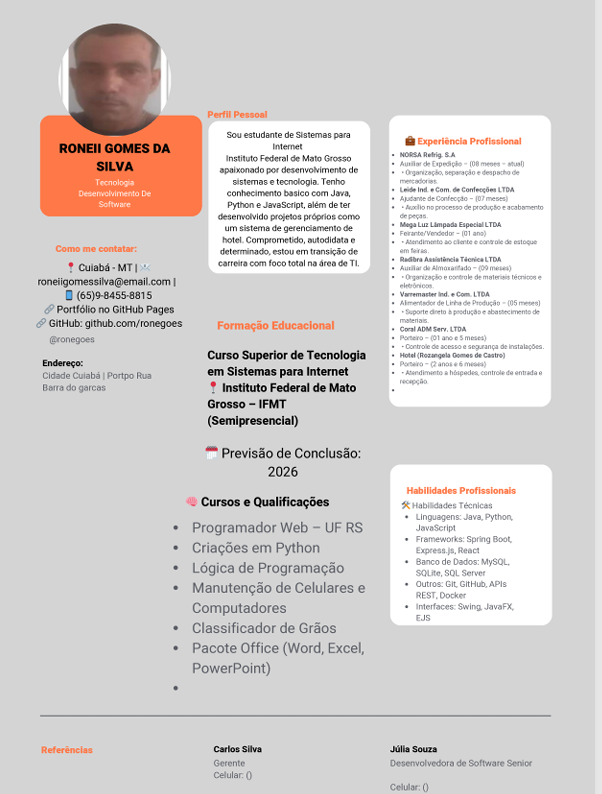 RONEII GOMES DA
SILVA
Tecnologia
Desenvolvimento De
Software
Como me contatar:
📍 Cuiabá - MT | 📧
roneiigomessilva@email.com |
📱 (65)9-8455-8815
🔗 Portfólio no GitHub Pages
🔗 GitHub: github.com/ronegoes
@ronegoes
Endereço:
Cidade Cuiabá | Portpo Rua
Barra do garcas
Perfil Pessoal
Sou estudante de Sistemas para
Internet
Instituto Federal de Mato Grosso
apaixonado por desenvolvimento de
sistemas e tecnologia. Tenho
conhecimento basico com Java,
Python e JavaScript, além de ter
desenvolvido projetos próprios como
um sistema de gerenciamento de
hotel. Comprometido, autodidata e
determinado, estou em transição de
carreira com foco total na área de TI.
Formação Educacional
Curso Superior de Tecnologia
em Sistemas para Internet
📍 Instituto Federal de Mato
Grosso – IFMT
(Semipresencial)
📅 Previsão de Conclusão:
2026
🧠 Cursos e Qualificações
• Programador Web – UF RS
• Criações em Python
• Lógica de Programação
• Manutenção de Celulares e
Computadores
• Classificador de Grãos
• Pacote Office (Word, Excel,
PowerPoint)
•
💼 Experiência Profissional
• NORSA Refrig. S.A
• Auxiliar de Expedição – (08 meses – atual)
• • Organização, separação e despacho de
mercadorias.
• Leide Ind. e Com. de Confecções LTDA
• Ajudante de Confecção – (07 meses)
• • Auxílio no processo de produção e acabamento
de peças.
• Mega Luz Lâmpada Especial LTDA
• Feirante/Vendedor – (01 ano)
• • Atendimento ao cliente e controle de estoque
em feiras.
• Radibra Assistência Técnica LTDA
• Auxiliar de Almoxarifado – (09 meses)
• • Organização e controle de materiais técnicos e
eletrônicos.
• Varremaster Ind. e Com. LTDA
• Alimentador de Linha de Produção – (05 meses)
• • Suporte direto à produção e abastecimento de
materiais.
• Coral ADM Serv. LTDA
• Porteiro – (01 ano e 5 meses)
• • Controle de acesso e segurança de instalações.
• Hotel (Rozangela Gomes de Castro)
• Porteiro – (2 anos e 6 meses)
• • Atendimento a hóspedes, controle de entrada e
recepção.
•
Habilidades Profissionais
🛠 Habilidades Técnicas
• Linguagens: Java, Python,
JavaScript
• Frameworks: Spring Boot,
Express.js, React
• Banco de Dados: MySQL,
SQLite, SQL Server
• Outros: Git, GitHub, APIs
REST, Docker
• Interfaces: Swing, JavaFX,
EJS
Referências
Carlos Silva
Gerente
Celular: ()
Júlia Souza
Desenvolvedora de Software Senior
Celular: ()